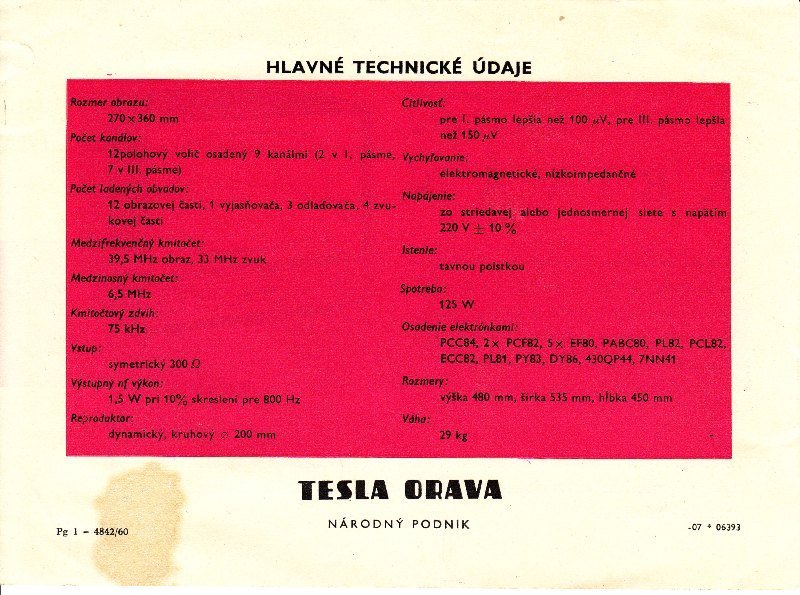 HLAVNÉ TECHNICKÉ ÚDAJE
Rozmer obrazu:
270 × 360 mm
Počet kanálov:
12polohový volič osadený 9 kanálmi (2 v I. pásme,
7 v III. pásme)
Počet ladených obvodov:
12 obrazovej časti, 1 vyjasňovača, 3 odlaďovača, 4 zvu-
kovej časti
Medzifrekvenčný kmitočet:
39,5 MHz obraz, 33 MHz zvuk
Medzinosný kmitočet:
6,5 MHz
Kmitočtový zdvih:
75 kHz
Vstup:
symetrický 300 Ω
Výstupný nf výkon:
1,5 W pri 10% skreslení pre 800 Hz
Reproduktor:
dynamický, kruhový ∅ 200 mm
Citlivosť:
pre I. pásmo lepšia než 100 μV, pre III. pásmo lepšia
než 150 μV
Vychyľovanie:
elektromagnetické, nízkoimpedančné
Napájenie:
zo striedavej alebo jednosmernej siete s napätím
220 V ± 10 %
Istenie:
tavnou poistkou
Spotreba:
125 W
Osadenie elektrónkami:
PCC84, 2× PCF82, 5× EF80, PABC80, PL82, PCL82,
ECC82, PL81, PY83, DY86, 430QP44, 7NN41
Rozmery:
výška 480 mm, šírka 535 mm, hĺbka 450 mm
Váha:
29 kg
TESLA ORAVA
NÁRODNÝ PODNIK
Pg 1 - 4842/60
-07 * 06393